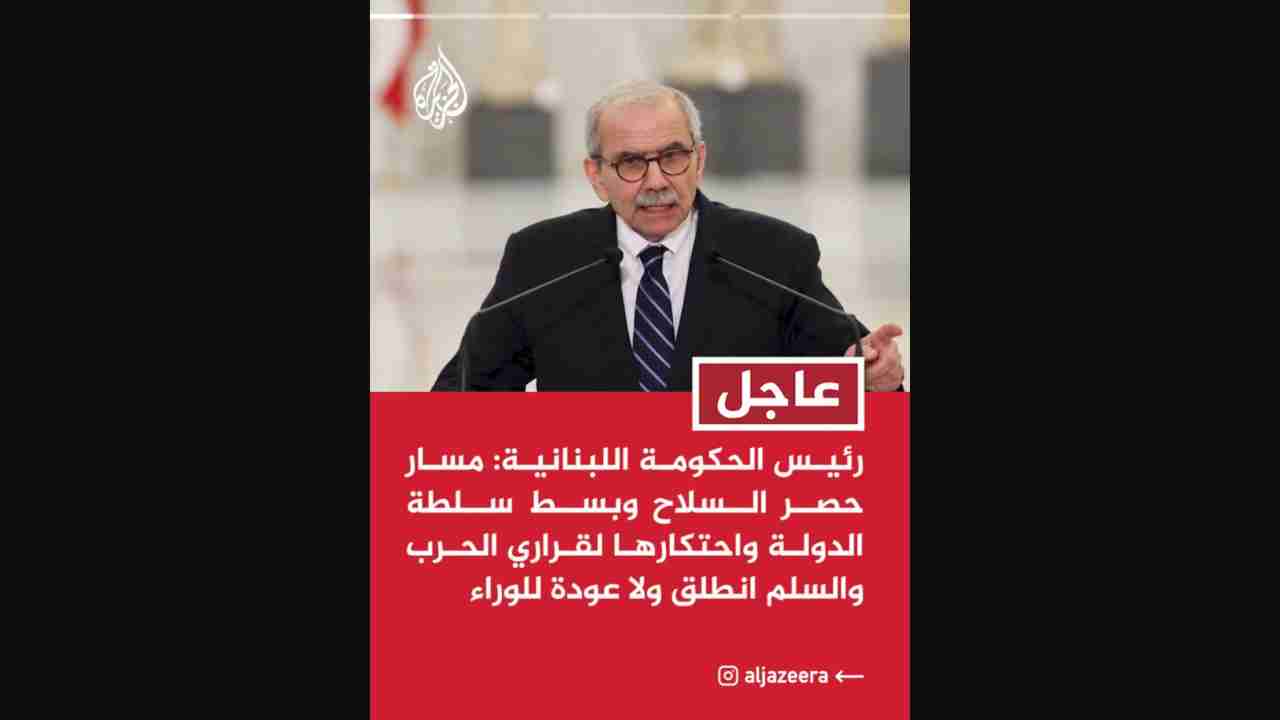 الجزيرة
عاجل
رئيس الحكومة اللبنانية: مسار
حصر السلاح وبسط سلطة
الدولة واحتكارها لقراري الحرب
والسلم انطلق ولا عودة للوراء
aljazeera